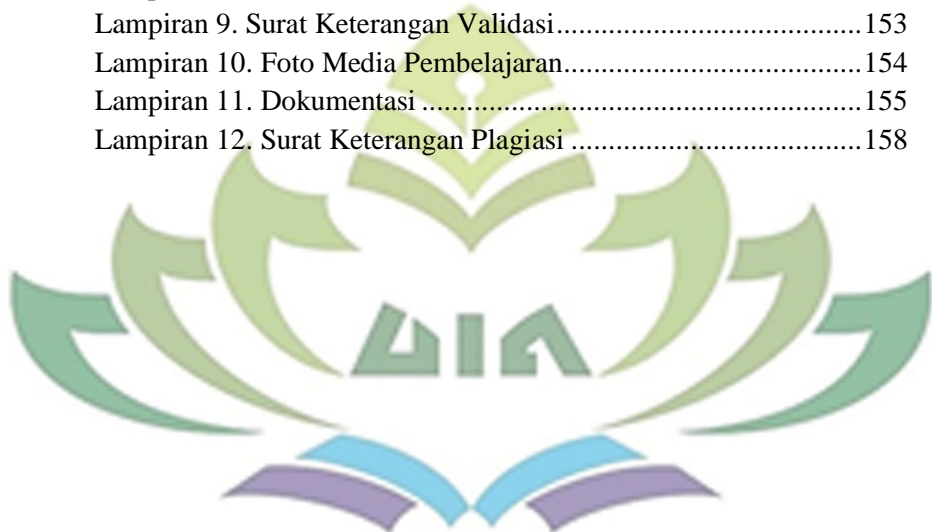 Lampiran 9. Surat Keterangan Validasi.........................................153
Lampiran 10. Foto Media Pembelajaran........................................154
Lampiran 11. Dokumentasi ...........................................................155
Lampiran 12. Surat Keterangan Plagiasi .......................................158
UIN